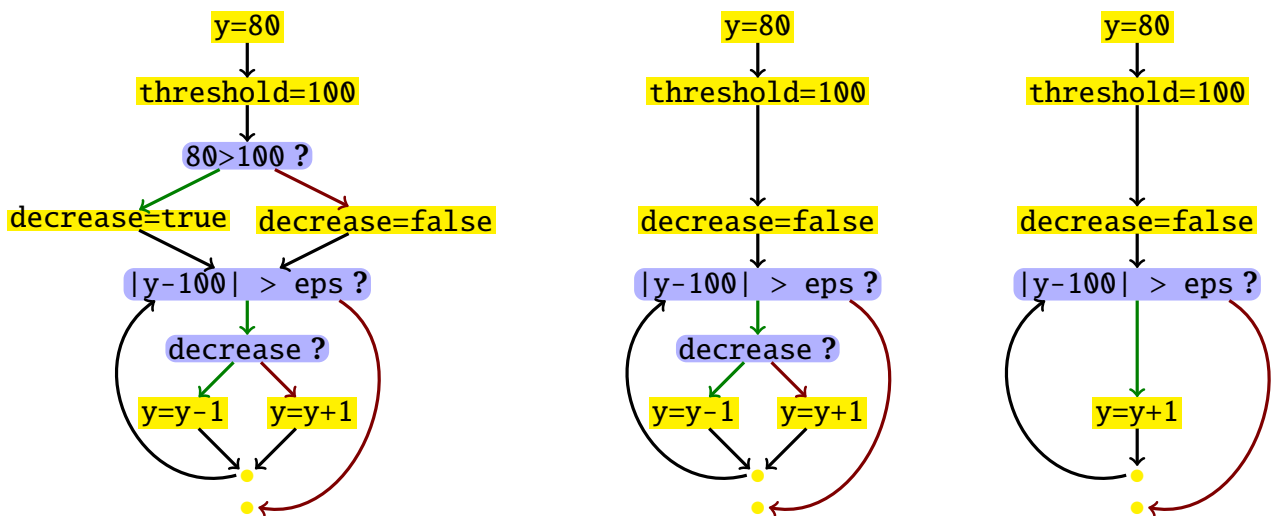 y=80
threshold=100
80>100 ?
decrease=true
decrease=false
|y-100| > eps ?
decrease ?
y=y-1
y=y+1
y=80
threshold=100
decrease=false
|y-100| > eps ?
decrease ?
y=y-1
y=y+1
y=80
threshold=100
decrease=false
|y-100| > eps ?
y=y+1